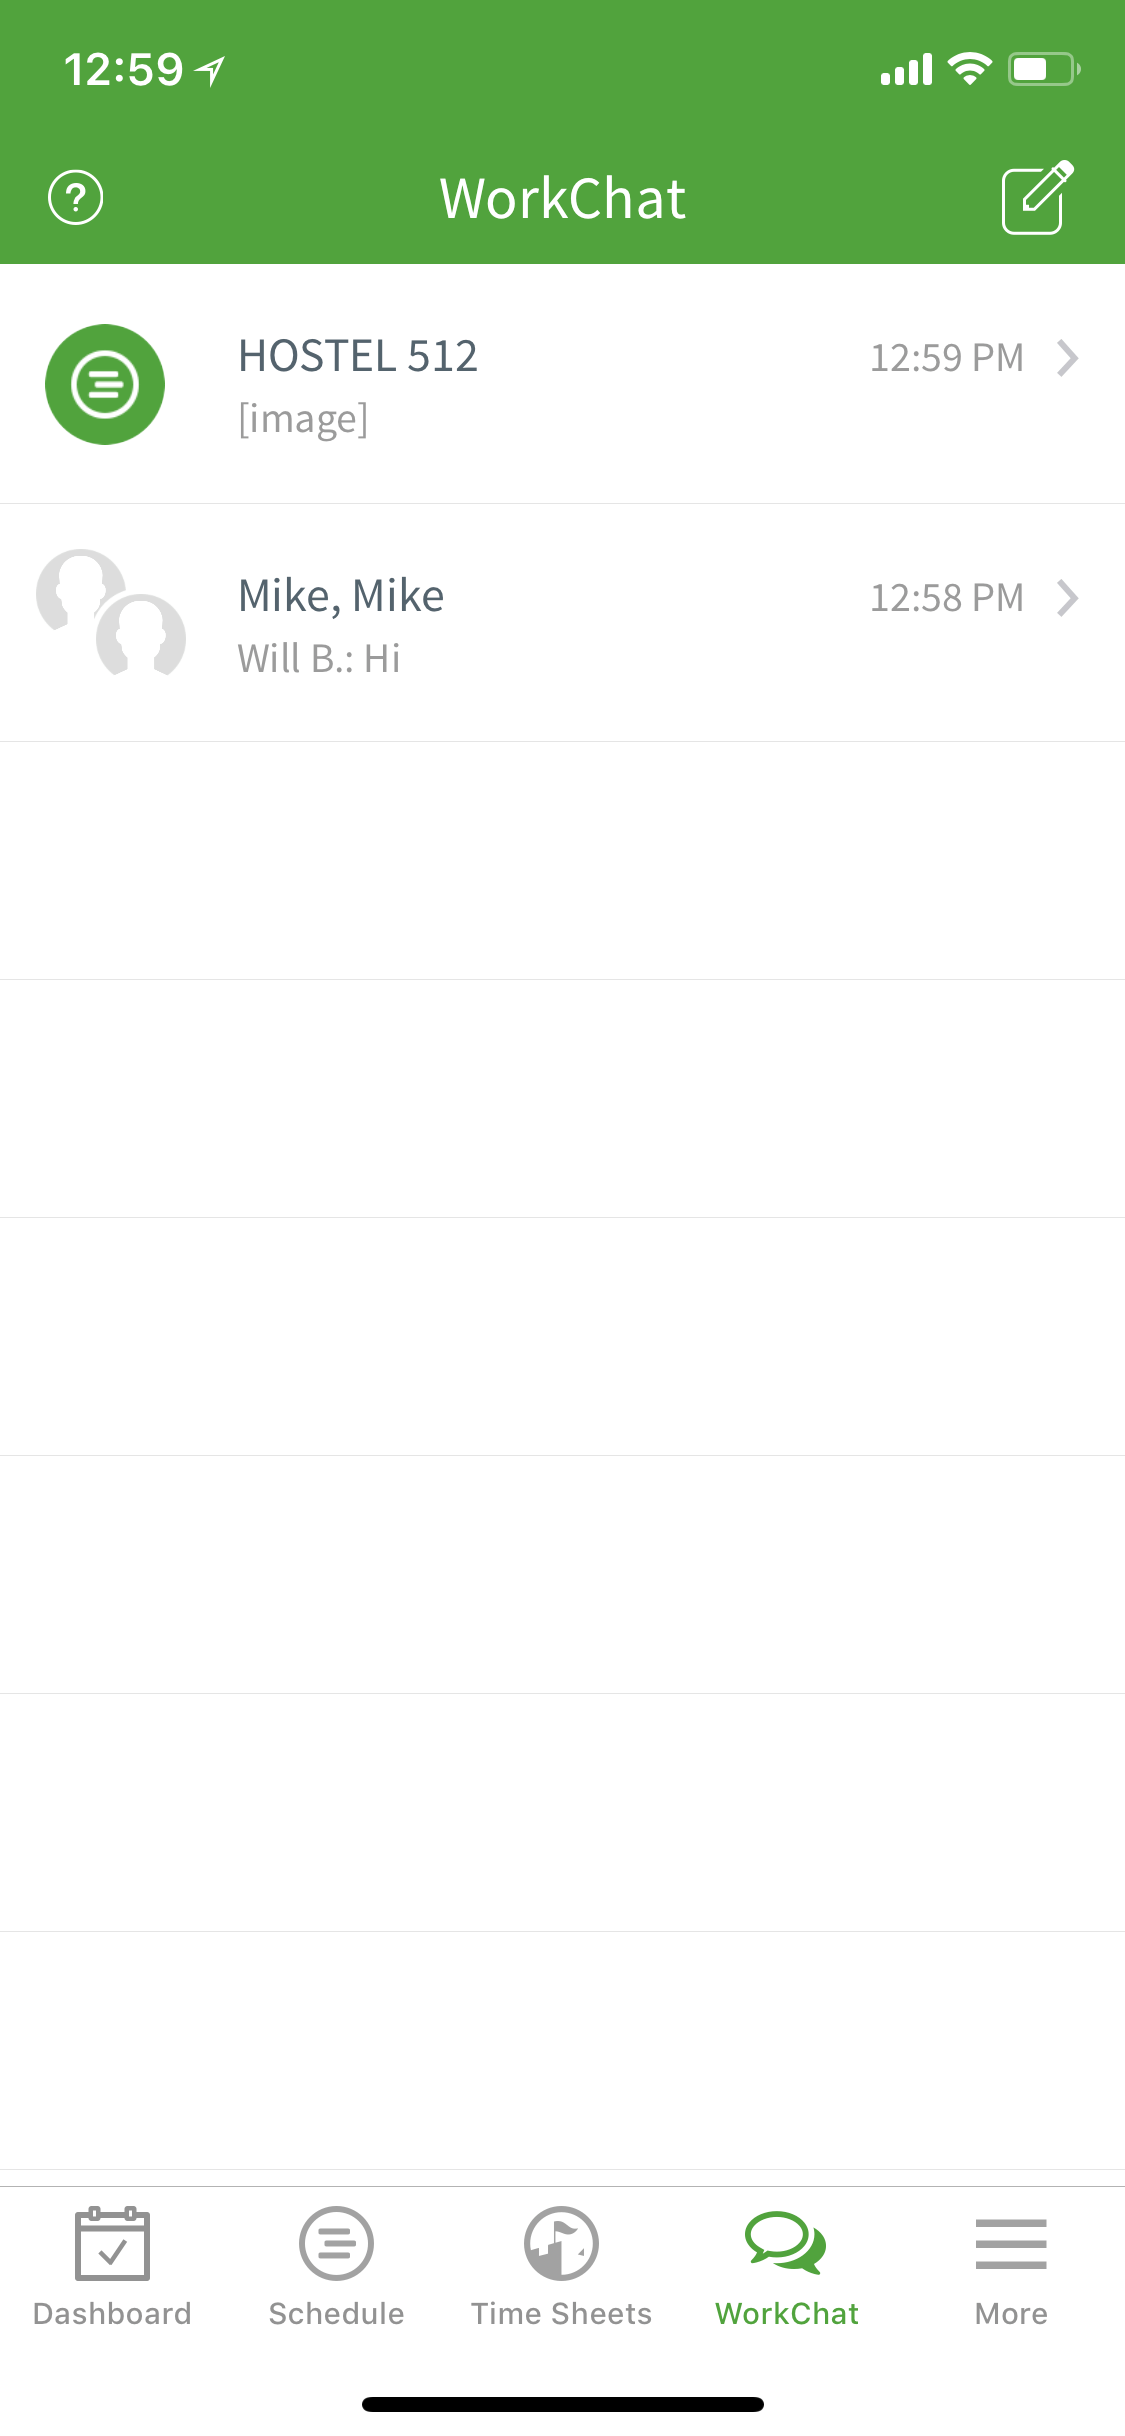 12:59
?
WorkChat
HOSTEL 512
12:59 PM
[image]
Mike, Mike
12:58 PM
Will B.: Hi
Dashboard
Schedule
Time Sheets
WorkChat
More